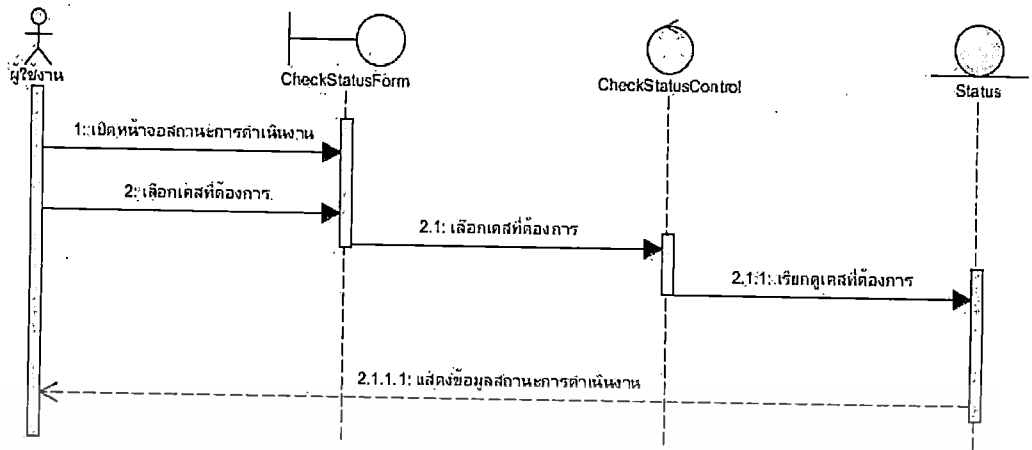 ผู้ใช้งาน
CheckStatusForm
CheckStatusControl
Status
1: เปิดหน้าจอสถานะการดำเนินงาน
2: เลือกเคสที่ต้องการ
2.1: เลือกเคสที่ต้องการ
2.1.1: เรียกดูเคสที่ต้องการ
2.1.1.1: แสดงข้อมูลสถานะการดำเนินงาน